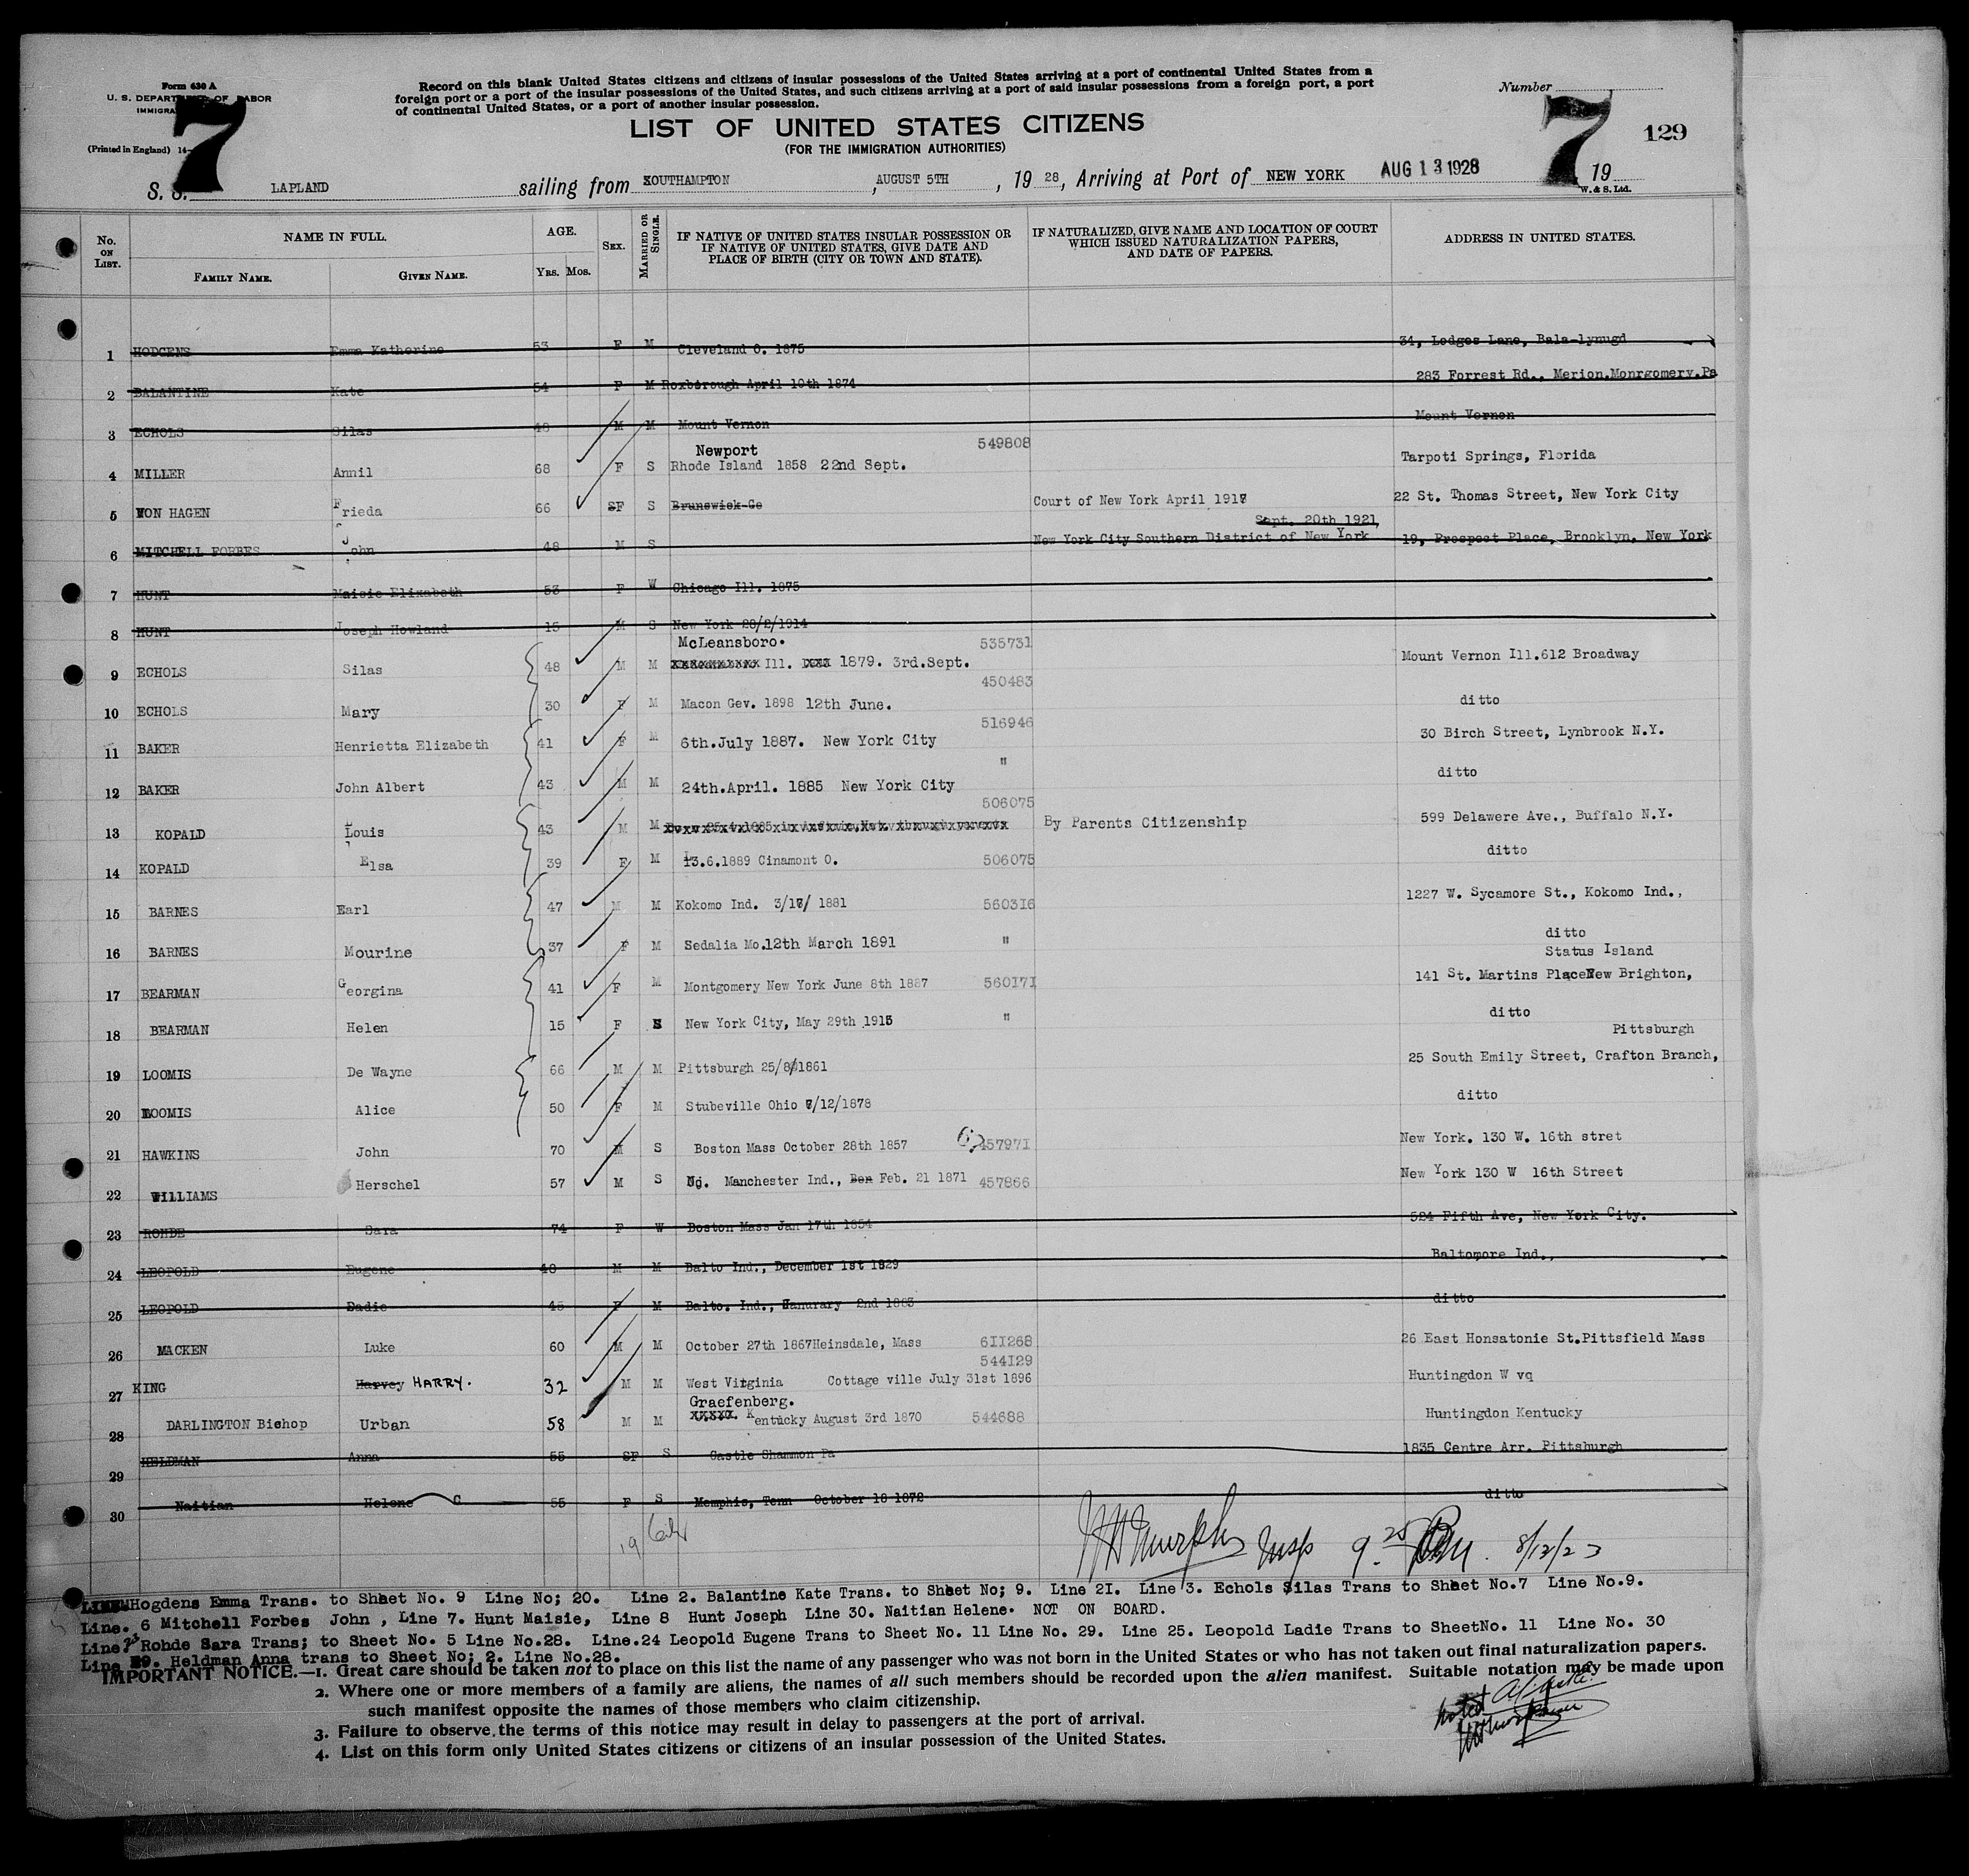 Form 630 A
U. S. DEPARTMENT OF LABOR
(Printed in England)
7
Record on this blank United States citizens and citizens of insular possessions of the United States arriving at a port of continental United States from a
foreign port or a port of the insular possessions of the United States, and such citizens arriving at a port of said insular possessions from a foreign port, a port
of continental United States, or a port of another insular possession.
Number
7
129
LIST OF UNITED STATES CITIZENS
(FOR THE IMMIGRATION AUTHORITIES)
S. S. LAPLAND sailing from SOUTHAMPTON, AUGUST 5TH, 19 28, Arriving at Port of NEW YORK AUG 13 1928 19
W. & S. Ltd.
No. ON LIST. NAME IN FULL. FAMILY NAME. GIVEN NAME. AGE. YRS. MOS. SEX. MARRIED OR SINGLE. IF NATIVE OF UNITED STATES INSULAR POSSESSION OR IF NATIVE OF UNITED STATES, GIVE DATE AND PLACE OF BIRTH (CITY OR TOWN AND STATE). IF NATURALIZED, GIVE NAME AND LOCATION OF COURT WHICH ISSUED NATURALIZATION PAPERS, AND DATE OF PAPERS. ADDRESS IN UNITED STATES.
1 HODGENS Emma Katherine 53 F M Cleveland O. 1875 34, Lodges Lane, Bala-lynugd
2 BALANTINE Kate 54 F M Roxborough April 10th 1874 283 Forrest Rd., Merion.Monrgomery.Pa
3 ECHOLS Silas 48 M M Mount Vernon Mount Vernon
4 MILLER Annil 68 F S Newport Rhode Island 1858 22nd Sept. 549808 Tarpoti Springs, Florida
5 VON HAGEN Frieda 66 F S Brunswick-Ge Court of New York April 1917 22 St. Thomas Street, New York City
6 MITCHELL FORBES John 48 M S Sept. 20th 1921, New York City Southern District of New York 19, Prospect Place, Brooklyn, New York
7 HUNT Maisie Elizabeth 53 F W Chicago Ill. 1875
8 HUNT Joseph Howland 15 M S New York 28/2/1914
9 ECHOLS Silas 48 M M McLeansboro. Ill. 1879. 3rd.Sept. 535731 Mount Vernon Ill.612 Broadway
10 ECHOLS Mary 30 F M Macon Gev. 1898 12th June. 450483 ditto
11 BAKER Henrietta Elizabeth 41 F M 6th.July 1887. New York City 516946 30 Birch Street, Lynbrook N.Y.
12 BAKER John Albert 43 M M 24th.April. 1885 New York City " ditto
13 KOPALD Louis 43 M M 506075 By Parents Citizenship 599 Delawere Ave., Buffalo N.Y.
14 KOPALD Elsa 39 F M 13.6.1889 Cinamont O. 506075 ditto
15 BARNES Earl 47 M M Kokomo Ind. 3/17/ 1881 560316 1227 W. Sycamore St., Kokomo Ind.,
16 BARNES Mourine 37 F M Sedalia Mo.12th March 1891 " ditto
17 BEARMAN Georgina 41 F M Montgomery New York June 8th 1887 560171 Status Island 141 St. Martins Place New Brighton,
18 BEARMAN Helen 15 F S New York City, May 29th 1913 " ditto
19 LOOMIS De Wayne 66 M M Pittsburgh 25/8/1861 Pittsburgh 25 South Emily Street, Crafton Branch,
20 LOOMIS Alice 50 F M Stubeville Ohio 7/12/1878 ditto
21 HAWKINS John 70 M S Boston Mass October 28th 1857 457971 New York. 130 W. 16th stret
22 WILLIAMS Herschel 57 M S No. Manchester Ind., Feb. 21 1871 457866 New York 130 W 16th Street
23 ROHDE Sara 74 F W Boston Mass Jan 17th 1854 524 Fifth Ave, New York City.
24 LEOPOLD Eugene 48 M M Balto Ind., December 1st 1829 Baltomore Ind.,
25 LEOPOLD Dadie 45 F M Balto. Ind., Janurary 2nd 1883 ditto
26 MACKEN Luke 60 M M October 27th 1867Heinsdale, Mass 611268 26 East Honsatonie St.Pittsfield Mass
27 KING Harvey HARRY. 32 M M West Virginia Cottage ville July 31st 1896 544129 Huntingdon W vq
28 DARLINGTON Bishop Urban 58 M M Graefenberg. Kentucky August 3rd 1870 544688 Huntingdon Kentucky
29 HELDMAN Anna 55 F S Castle Shammon Pa 1835 Centre Arr. Pittsburgh
30 Naitian Helene C 55 F S Memphis, Tenn October 18 1872 ditto
Hogdens Emma Trans. to Sheet No. 9 Line No; 20. Line 2. Balantine Kate Trans. to Sheet No; 9. Line 21. Line 3. Echols Silas Trans to Sheet No.7 Line No.9.
Line. 6 Mitchell Forbes John , Line 7. Hunt Maisie, Line 8 Hunt Joseph Line 30. Naitian Helene. NOT ON BOARD.
Line. 23 Rohde Sara Trans; to Sheet No. 5 Line No.28. Line.24 Leopold Eugene Trans to Sheet No. 11 Line No. 29. Line 25. Leopold Ladie Trans to SheetNo. 11 Line No. 30
Line 29. Heldman Anna trans to Sheet No; 2. Line No.28.
IMPORTANT NOTICE.—1. Great care should be taken not to place on this list the name of any passenger who was not born in the United States or who has not taken out final naturalization papers.
2. Where one or more members of a family are aliens, the names of all such members should be recorded upon the alien manifest. Suitable notation may be made upon
such manifest opposite the names of those members who claim citizenship.
3. Failure to observe the terms of this notice may result in delay to passengers at the port of arrival.
4. List on this form only United States citizens or citizens of an insular possession of the United States.